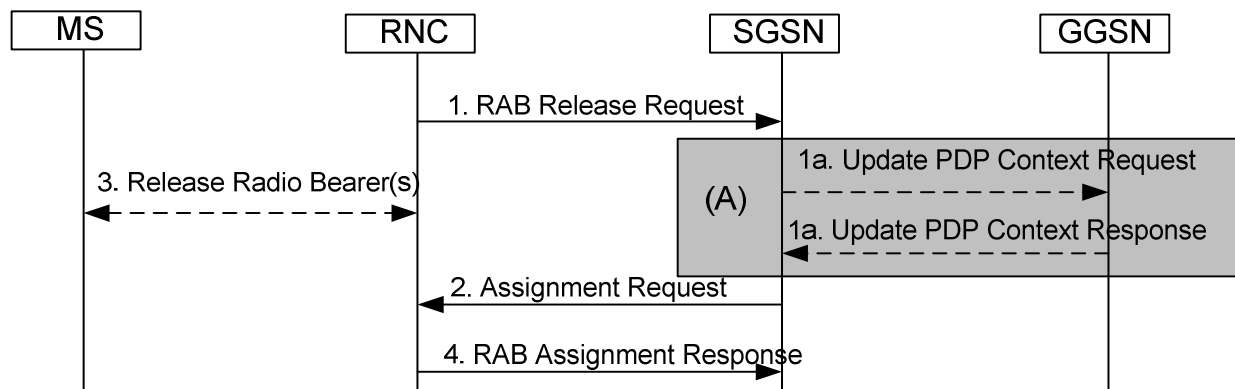 MS
RNC
SGSN
GGSN
1. RAB Release Request
1a. Update PDP Context Request
3. Release Radio Bearer(s)
(A)
1a. Update PDP Context Response
2. Assignment Request
4. RAB Assignment Response